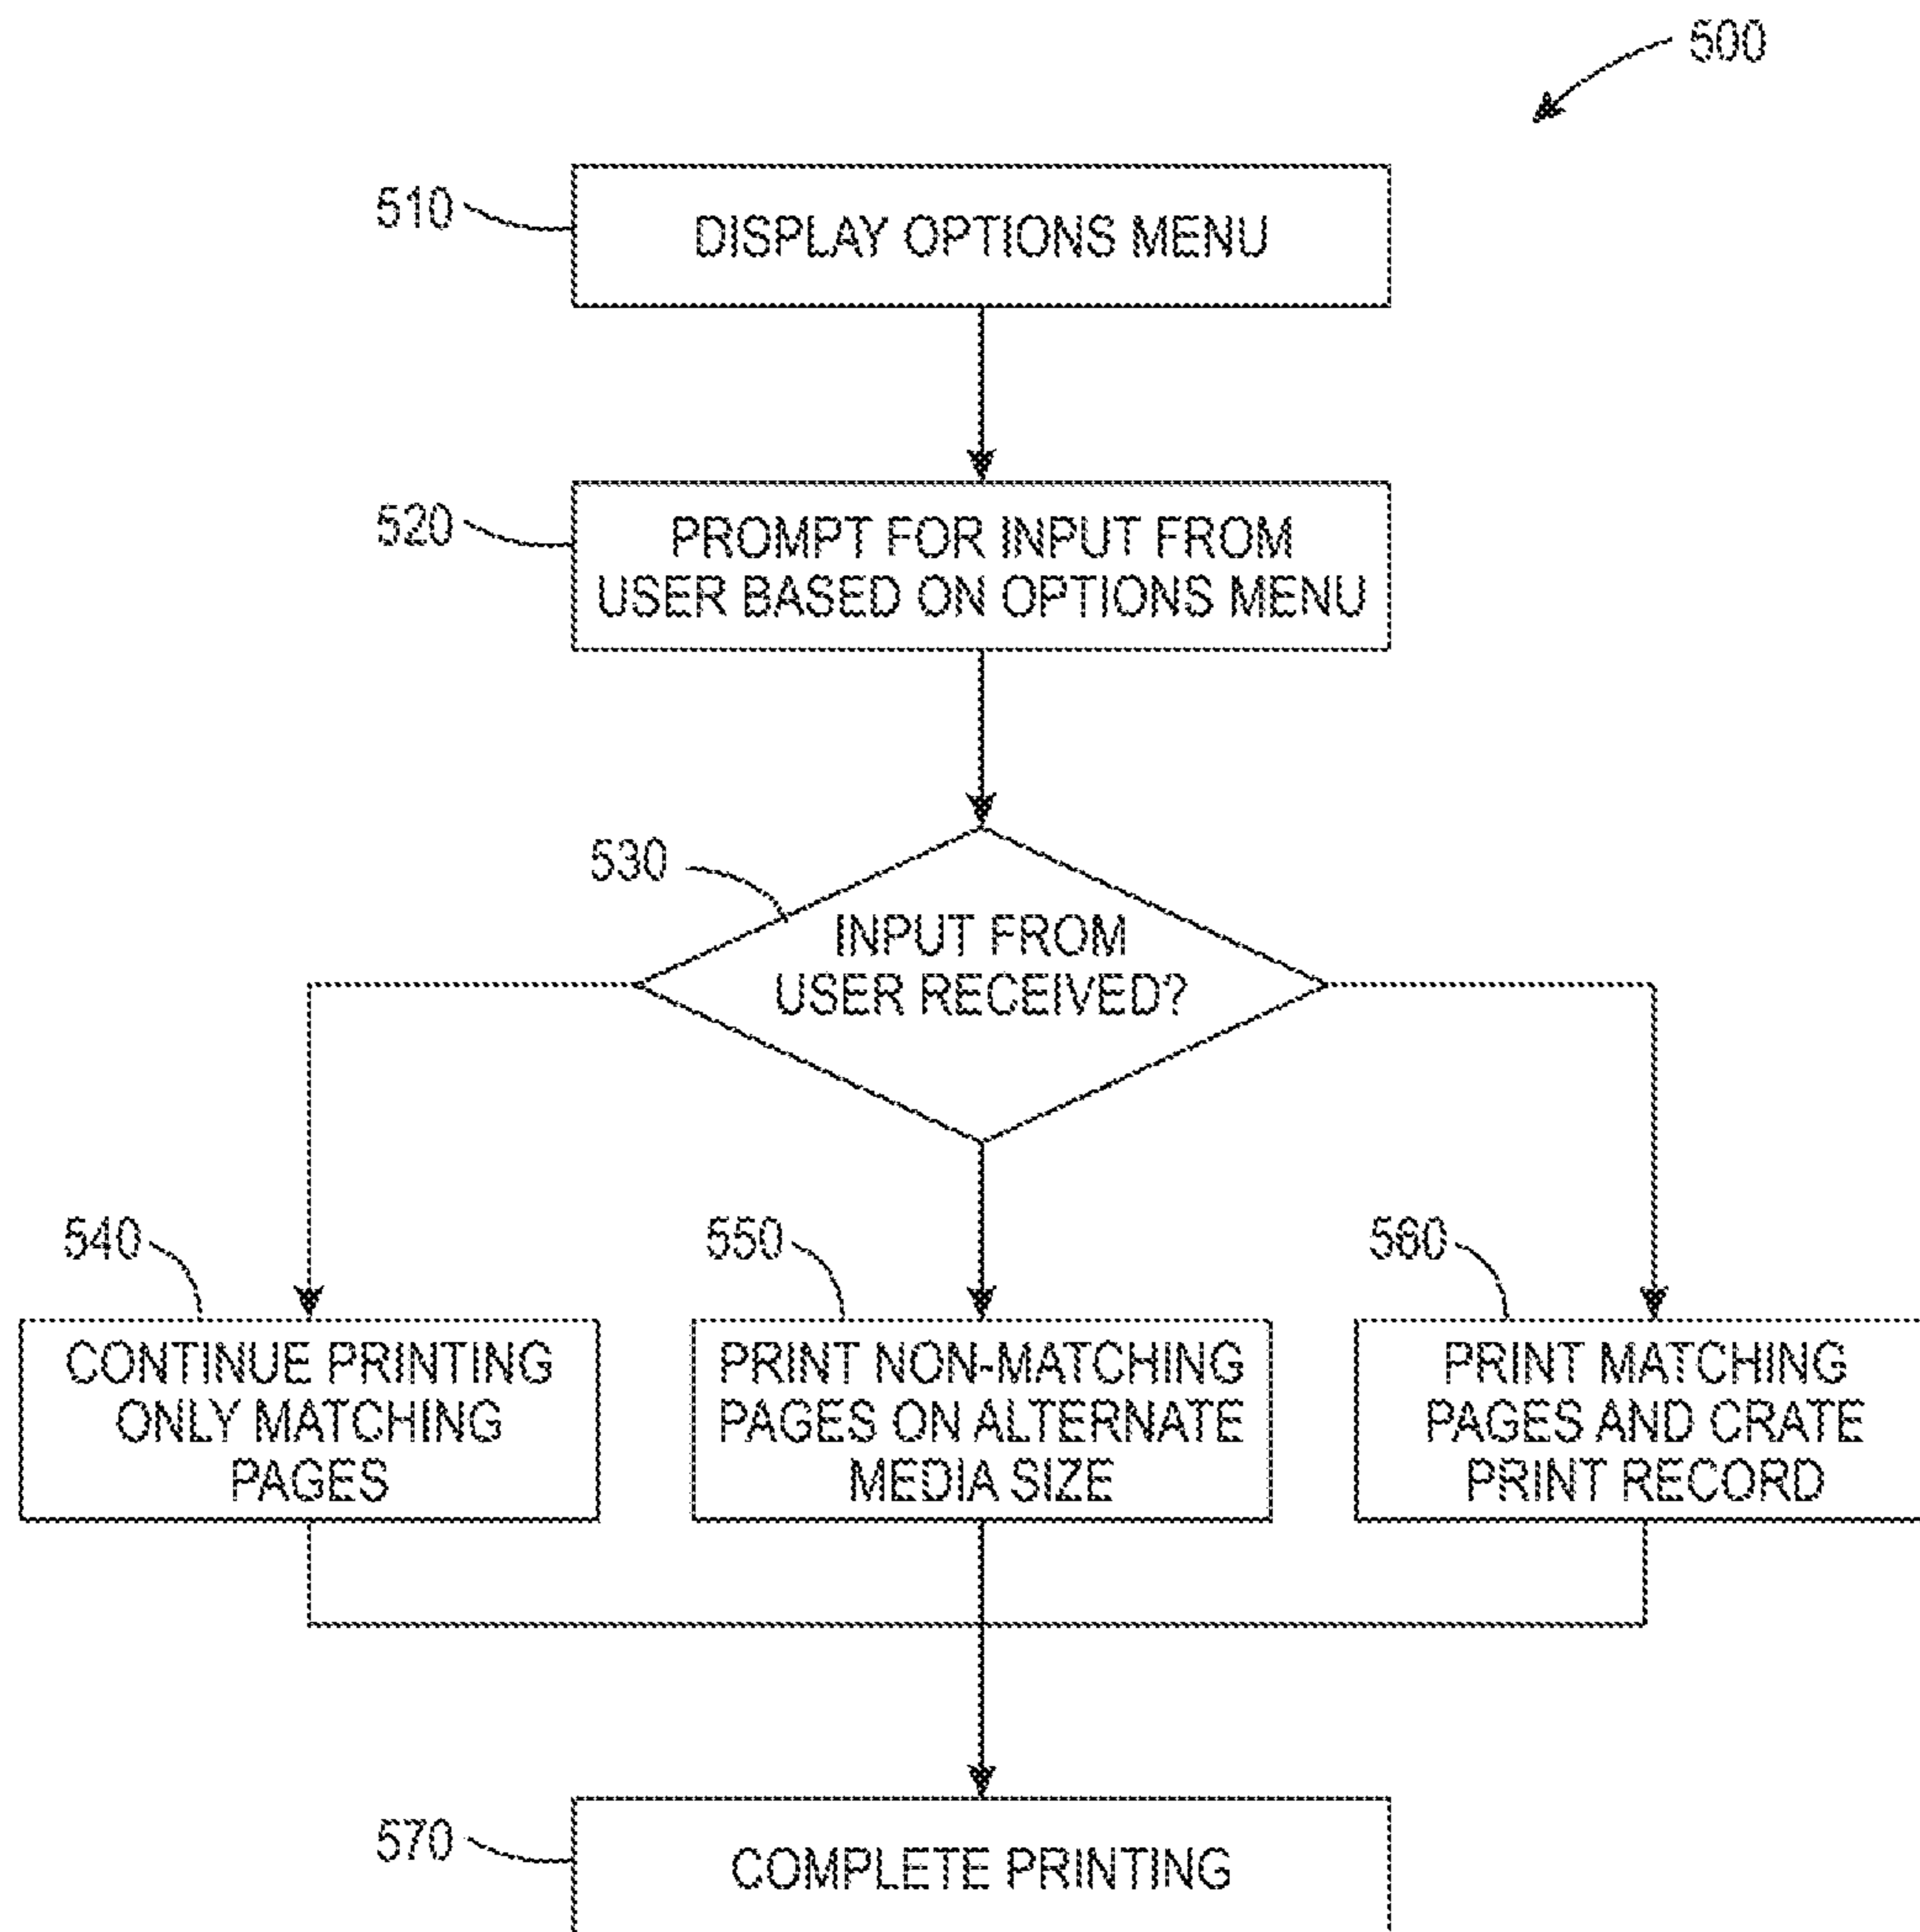 500
510
DISPLAY OPTIONS MENU
520
PROMPT FOR INPUT FROM
USER BASED ON OPTIONS MENU
530
INPUT FROM
USER RECEIVED?
540
CONTINUE PRINTING
ONLY MATCHING
PAGES
550
PRINT NON-MATCHING
PAGES ON ALTERNATE
MEDIA SIZE
560
PRINT MATCHING
PAGES AND CRATE
PRINT RECORD
570
COMPLETE PRINTING